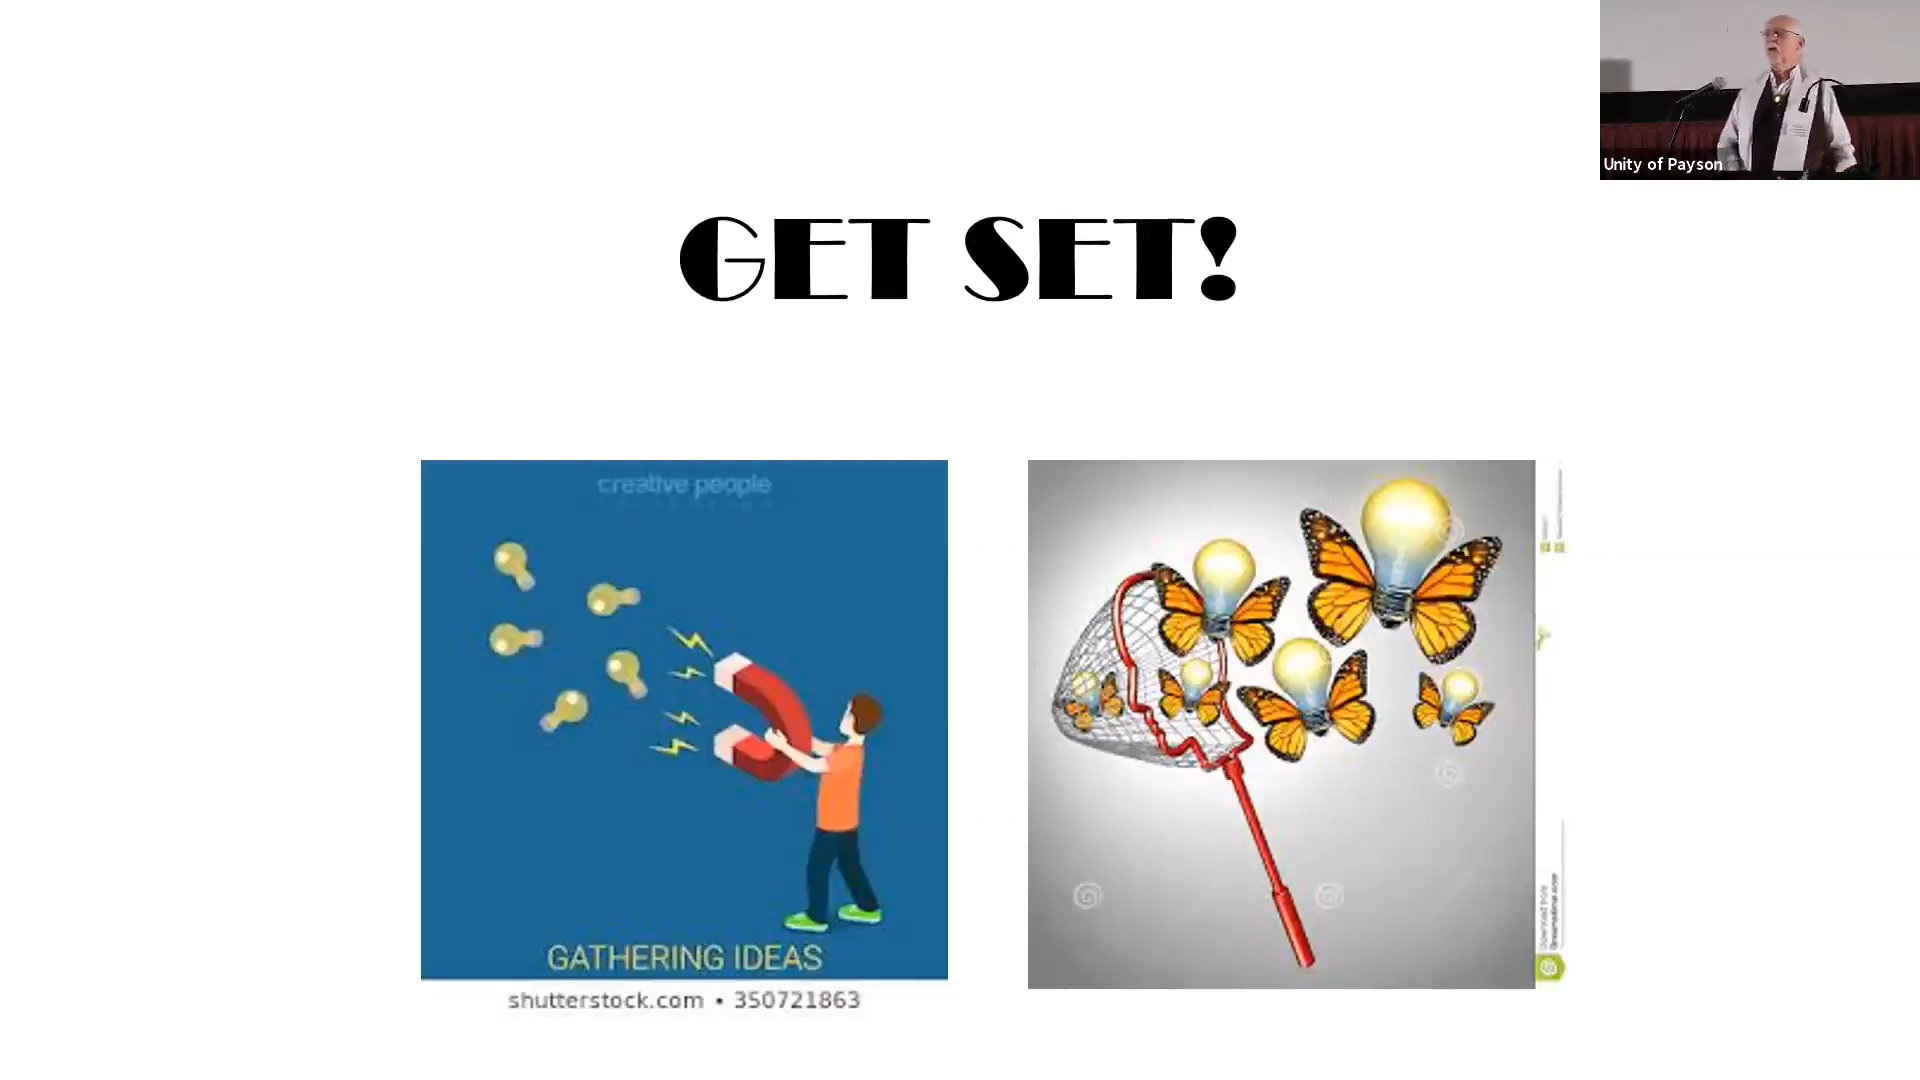 Unity of Payson
GET SET!
creative people
GATHERING IDEAS
shutterstock.com • 350721863